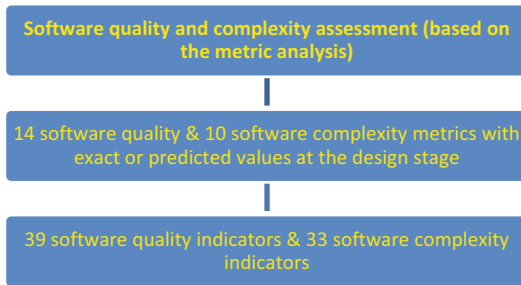 Software quality and complexity assessment (based on
the metric analysis)
14 software quality & 10 software complexity metrics with
exact or predicted values at the design stage
39 software quality indicators & 33 software complexity
indicators